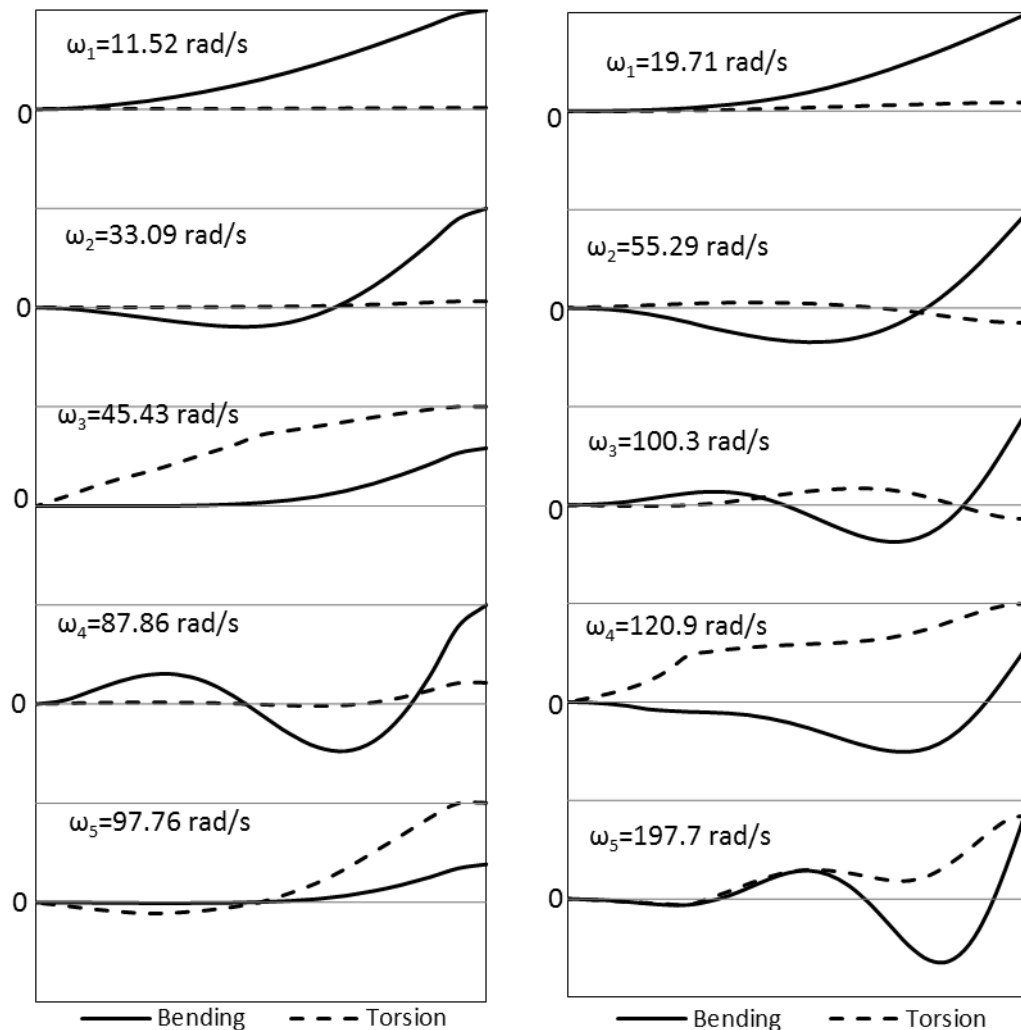 ω₁=11.52 rad/s
0
ω₂=33.09 rad/s
0
ω₃=45.43 rad/s
0
ω₄=87.86 rad/s
0
ω₅=97.76 rad/s
0
Bending Torsion
ω₁=19.71 rad/s
0
ω₂=55.29 rad/s
0
ω₃=100.3 rad/s
0
ω₄=120.9 rad/s
0
ω₅=197.7 rad/s
0
Bending Torsion